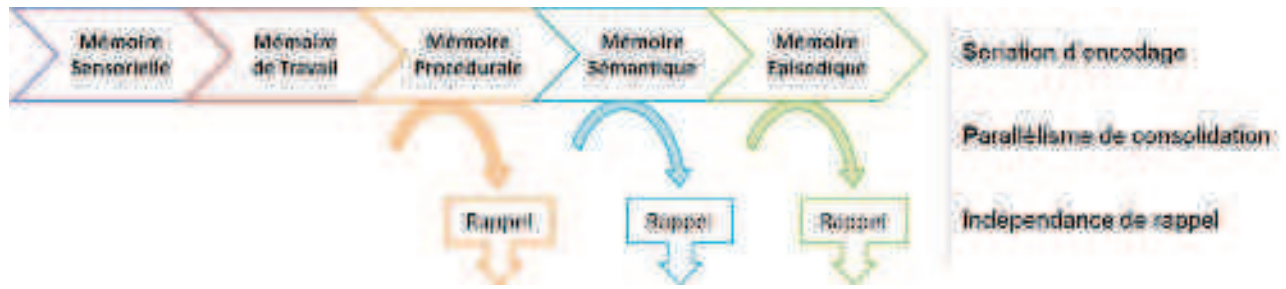 Mémoire
Sensorielle
Mémoire
de Travail
Mémoire
Procédurale
Mémoire
Sémantique
Mémoire
Episodique
Sériation d'encodage
Parallélisme de consolidation
Rappel
Rappel
Rappel
Indépendance de rappel